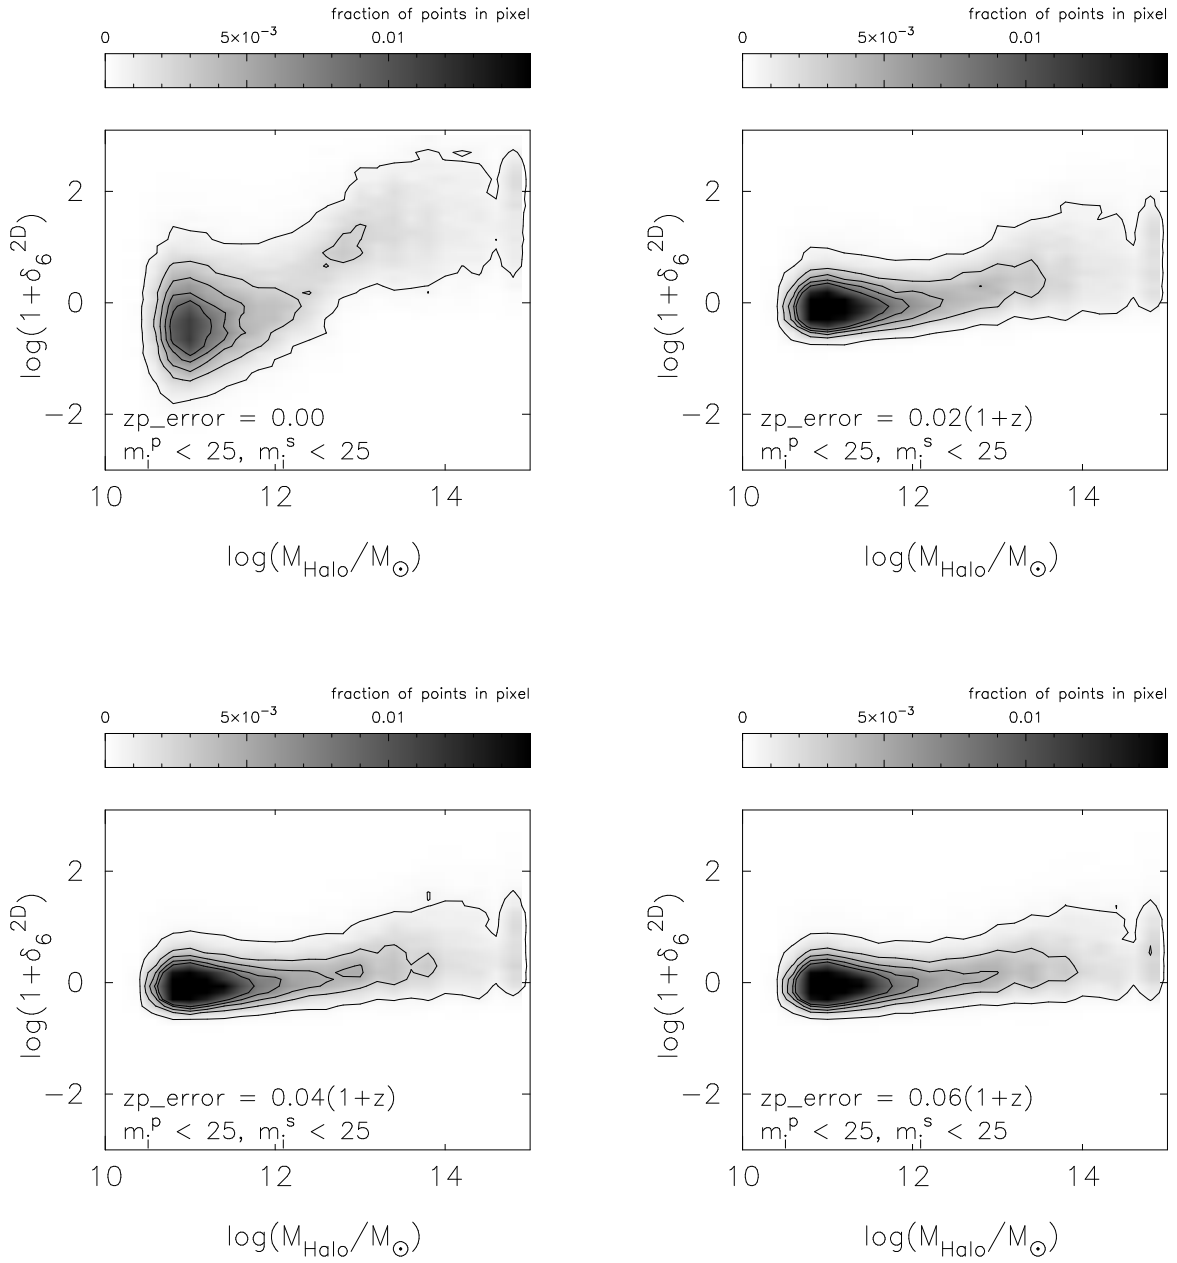 fraction of points in pixel
0 5×10⁻³ 0.01
fraction of points in pixel
0 5×10⁻³ 0.01
log(1+δ₆²ᴰ)
2
0
−2
zp_error = 0.00
mᵢᵖ < 25, mᵢˢ < 25
10 12 14
log(M_Halo/M_⊙)
log(1+δ₆²ᴰ)
2
0
−2
zp_error = 0.02(1+z)
mᵢᵖ < 25, mᵢˢ < 25
10 12 14
log(M_Halo/M_⊙)
fraction of points in pixel
0 5×10⁻³ 0.01
fraction of points in pixel
0 5×10⁻³ 0.01
log(1+δ₆²ᴰ)
2
0
−2
zp_error = 0.04(1+z)
mᵢᵖ < 25, mᵢˢ < 25
10 12 14
log(M_Halo/M_⊙)
log(1+δ₆²ᴰ)
2
0
−2
zp_error = 0.06(1+z)
mᵢᵖ < 25, mᵢˢ < 25
10 12 14
log(M_Halo/M_⊙)